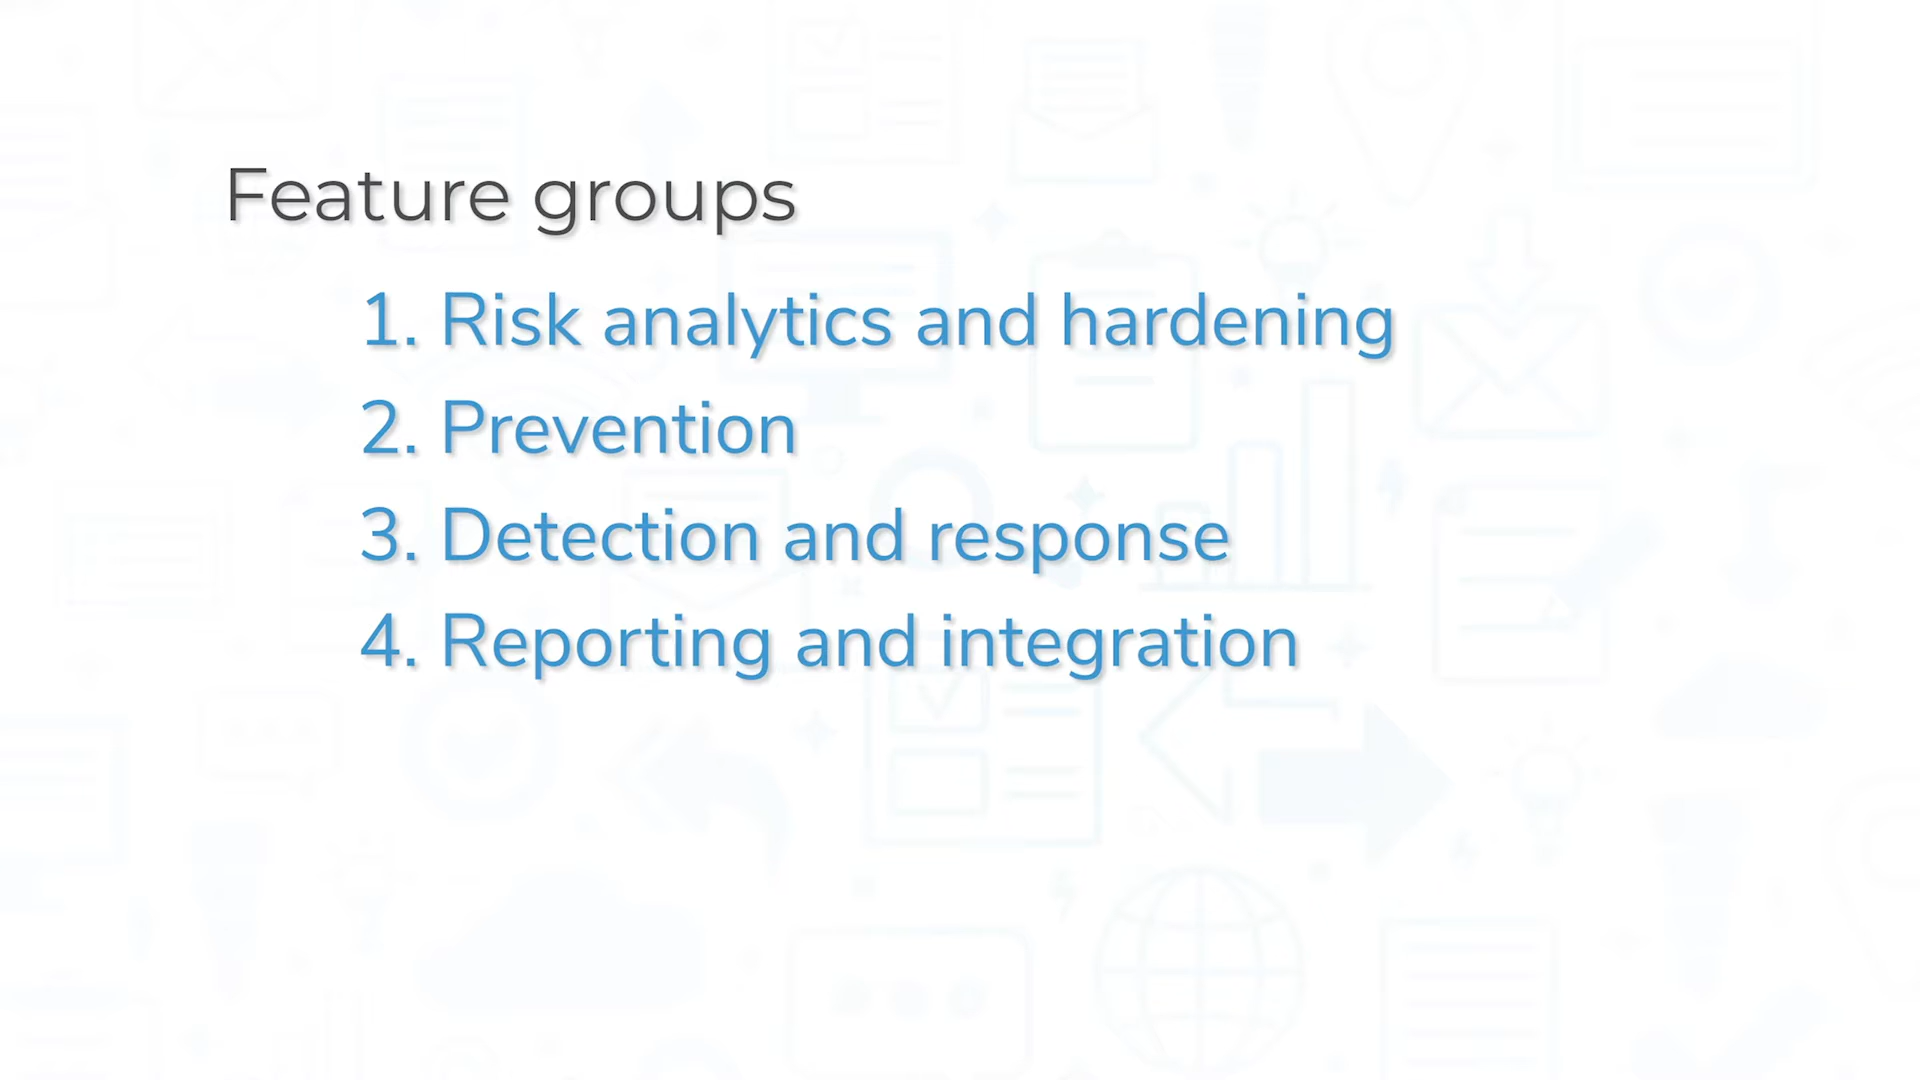 Feature groups
1. Risk analytics and hardening
2. Prevention
3. Detection and response
4. Reporting and integration